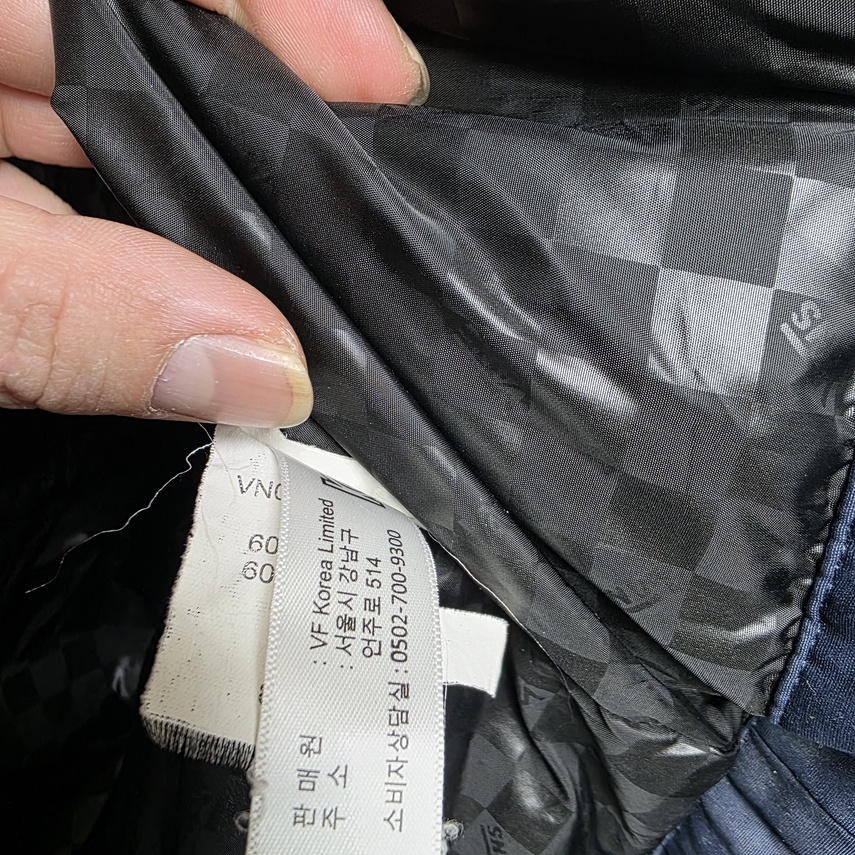 VN0
60
60
판매원 : VF Korea Limited
주소 : 서울시 강남구
언주로 514
소비자상담실 : 0502-700-9300